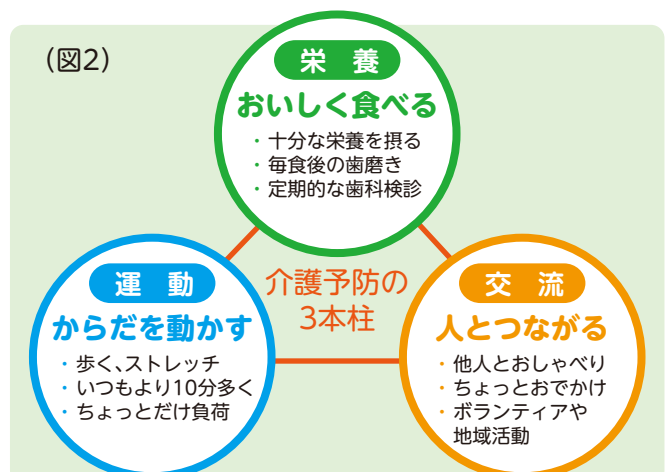 (図2)
栄 養
おいしく食べる
・十分な栄養を摂る
・毎食後の歯磨き
・定期的な歯科検診
介護予防の
3本柱
運 動
からだを動かす
・歩く、ストレッチ
・いつもより10分多く
・ちょっとだけ負荷
交 流
人とつながる
・他人とおしゃべり
・ちょっとおでかけ
・ボランティアや
地域活動